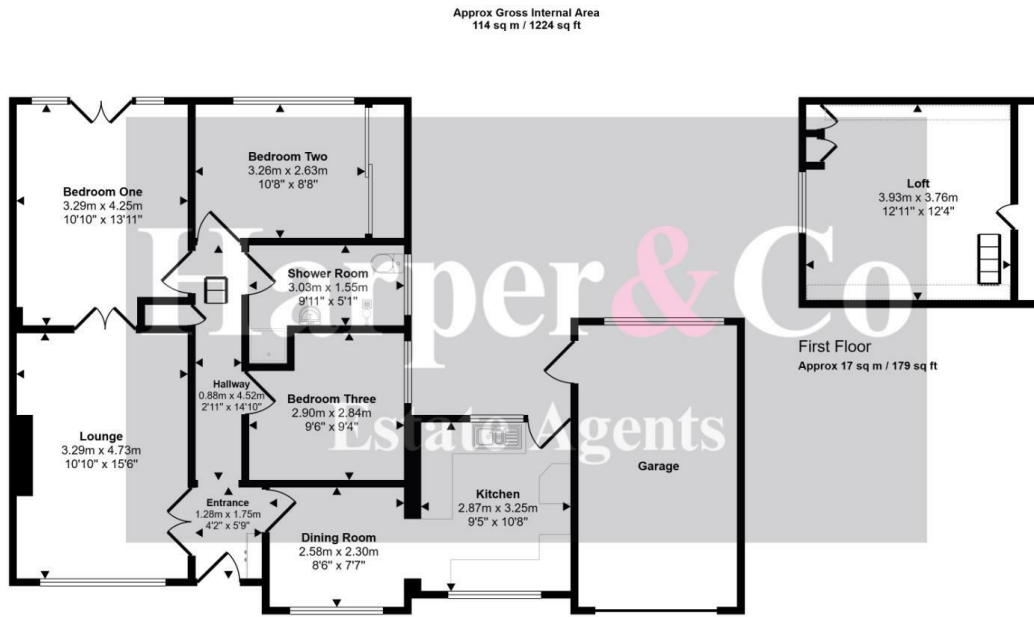 Approx Gross Internal Area
114 sq m / 1224 sq ft
Bedroom One
3.29m x 4.25m
10'10" x 13'11"
Bedroom Two
3.26m x 2.63m
10'8" x 8'8"
Shower Room
3.03m x 1.55m
9'11" x 5'1"
Hallway
0.88m x 4.52m
2'11" x 14'10"
Bedroom Three
2.90m x 2.84m
9'6" x 9'4"
Lounge
3.29m x 4.73m
10'10" x 15'6"
Entrance
1.28m x 1.75m
4'2" x 5'9"
Dining Room
2.58m x 2.30m
8'6" x 7'7"
Kitchen
2.87m x 3.25m
9'5" x 10'8"
Garage
Loft
3.93m x 3.76m
12'11" x 12'4"
First Floor
Approx 17 sq m / 179 sq ft
Harper&Co
Estate Agents